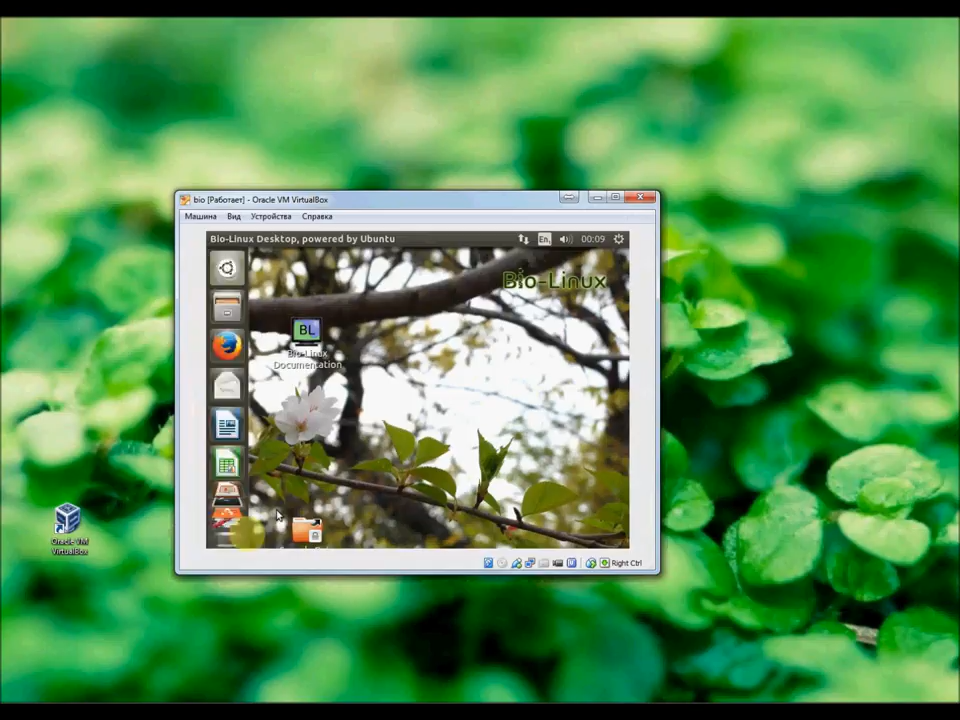 bio [Работает] - Oracle VM VirtualBox
Машина Вид Устройства Справка
Bio-Linux Desktop, powered by Ubuntu En 00:09
Bio-Linux
BL
Bio-Linux
Documentation
Oracle VM
VirtualBox
Right Ctrl